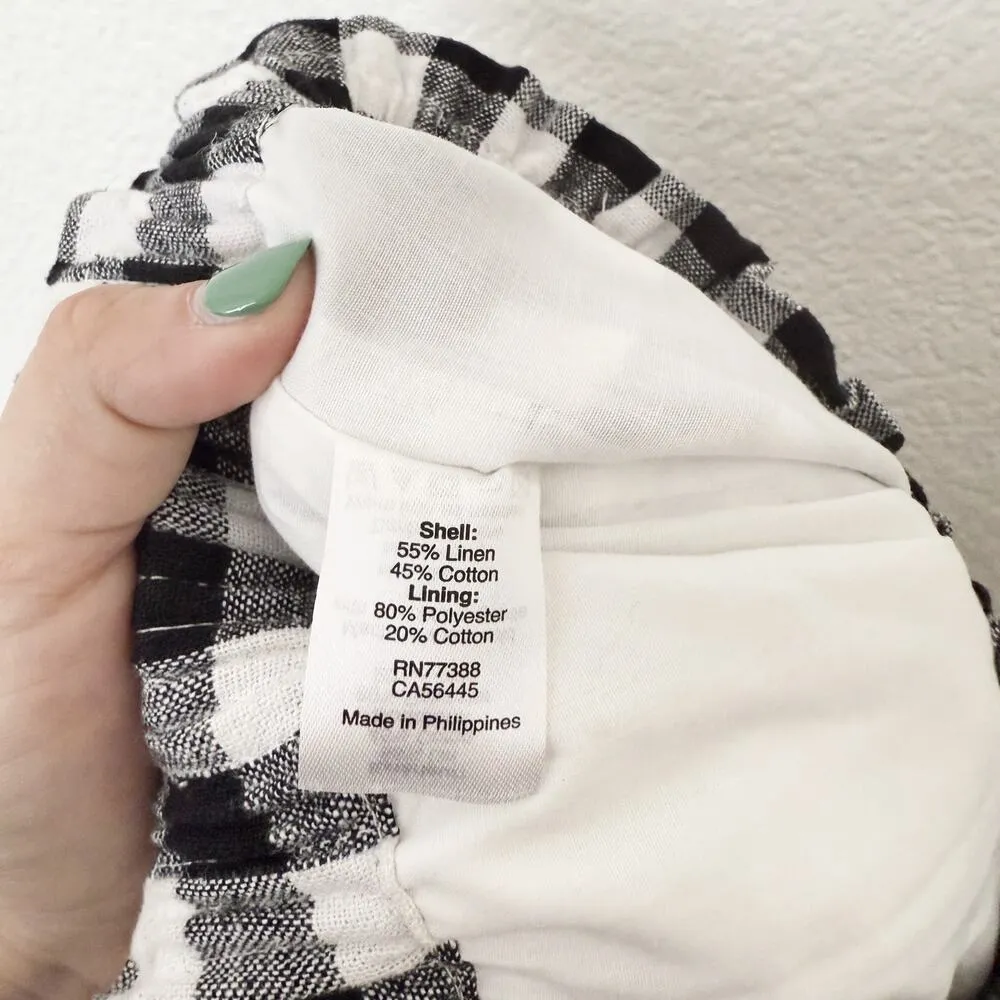 Shell:
55% Linen
45% Cotton
Lining:
80% Polyester
20% Cotton
RN77388
CA56445
Made in Philippines